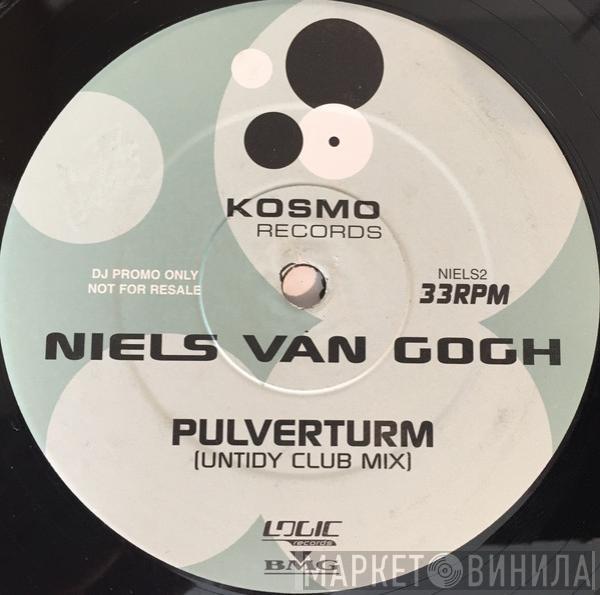 KOSMO
RECORDS
DJ PROMO ONLY
NOT FOR RESALE
NIELS2
33RPM
NIELS VAN GOGH
PULVERTURM
(UNTIDY CLUB MIX)
LOGIC
records
BMG
МАРКЕТ ВИНИЛА